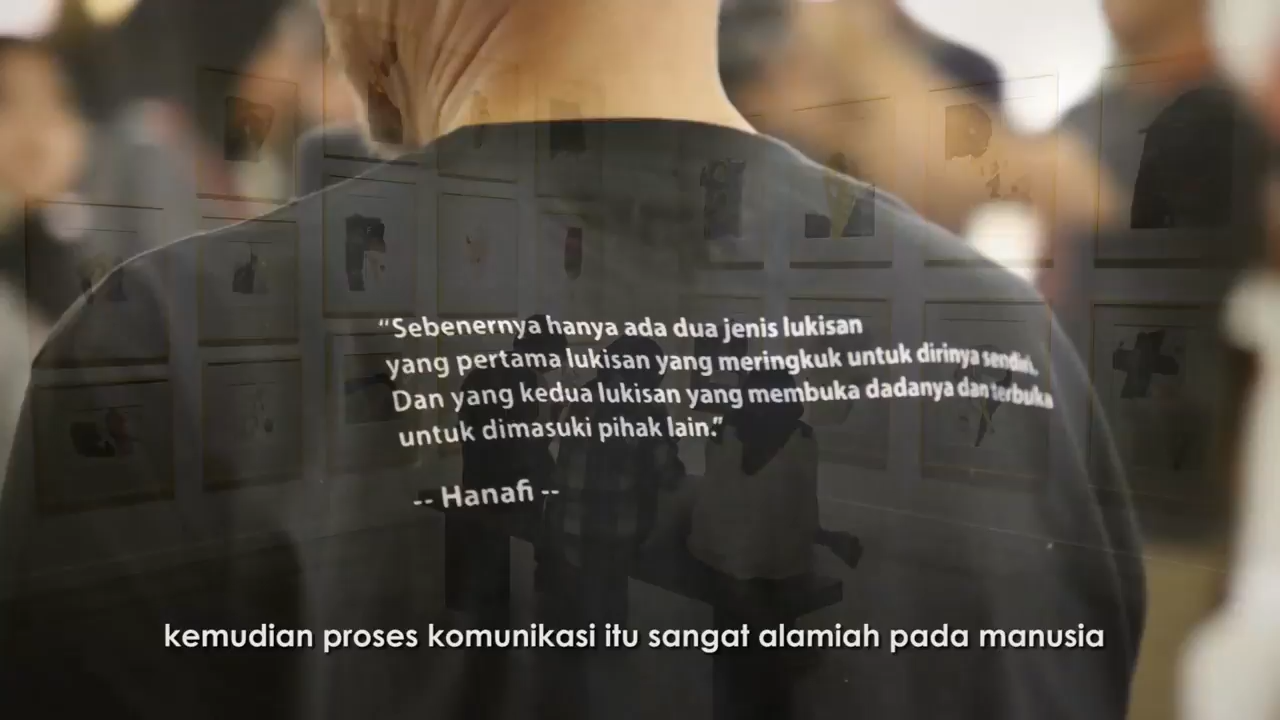 “Sebenernya hanya ada dua jenis lukisan
yang pertama lukisan yang meringkuk untuk dirinya sendiri.
Dan yang kedua lukisan yang membuka dadanya dan terbuka
untuk dimasuki pihak lain.”
-- Hanafi --
kemudian proses komunikasi itu sangat alamiah pada manusia